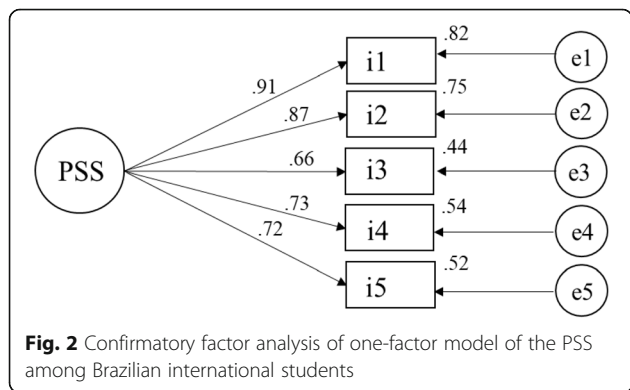 .82
i1
e1
.91
.75
i2
e2
.87
.44
PSS
.66
i3
e3
.54
.73
i4
e4
.72
.52
i5
e5
Fig. 2 Confirmatory factor analysis of one-factor model of the PSS
among Brazilian international students